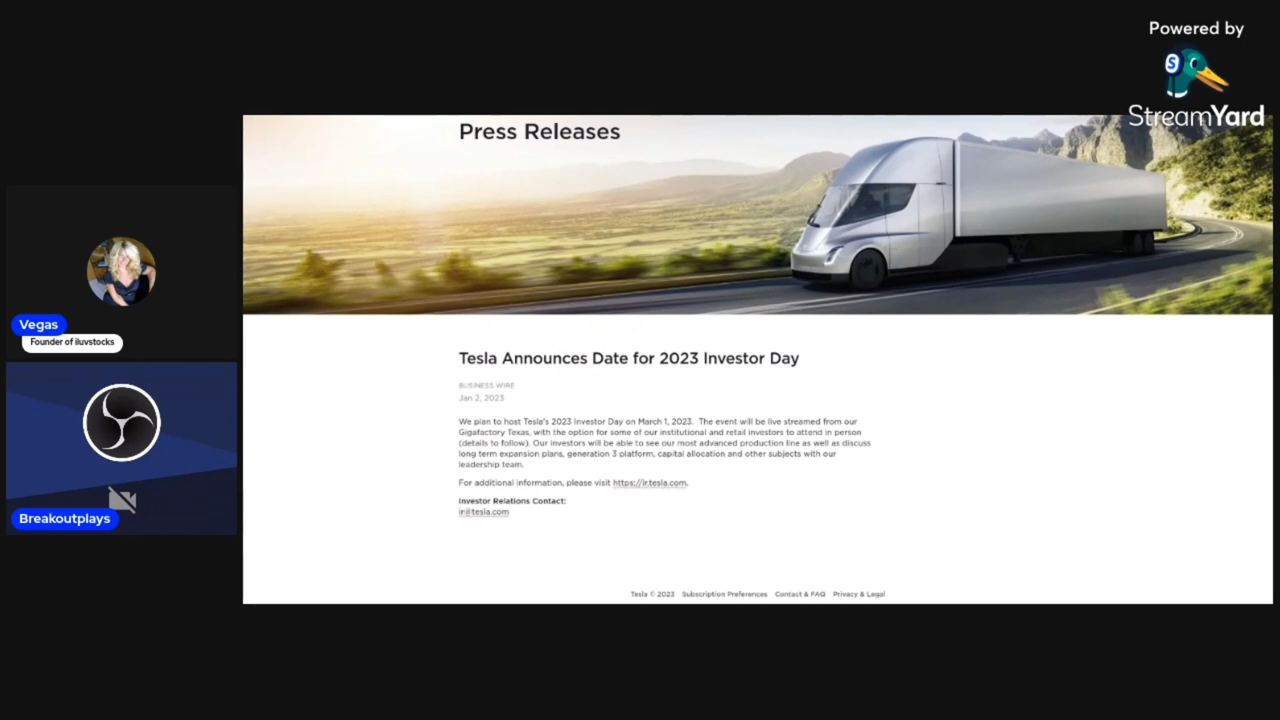 Powered by
S
StreamYard
Press Releases
Vegas
Founder of iluvstocks
Breakoutplays
Tesla Announces Date for 2023 Investor Day
BUSINESS WIRE
Jan 2, 2023
We plan to host Tesla's 2023 Investor Day on March 1, 2023. The event will be live streamed from our
Gigafactory Texas, with the option for some of our institutional and retail investors to attend in person
(details to follow). Our investors will be able to see our most advanced production line as well as discuss
long term expansion plans, generation 3 platform, capital allocation and other subjects with our
leadership team.
For additional information, please visit https://ir.tesla.com.
Investor Relations Contact:
ir@tesla.com
Tesla © 2023 Subscription Preferences Contact & FAQ Privacy & Legal